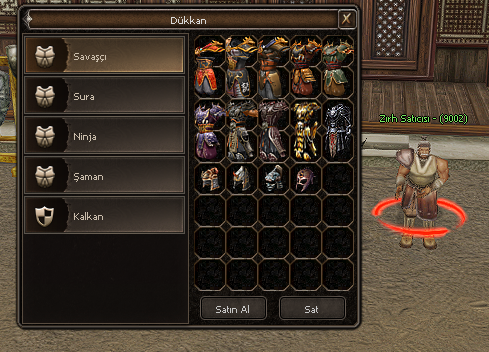 Dükkan
Savaşçı
Sura
Ninja
Şaman
Kalkan
Satın Al
Sat
Zırh Satıcısı - (9002)